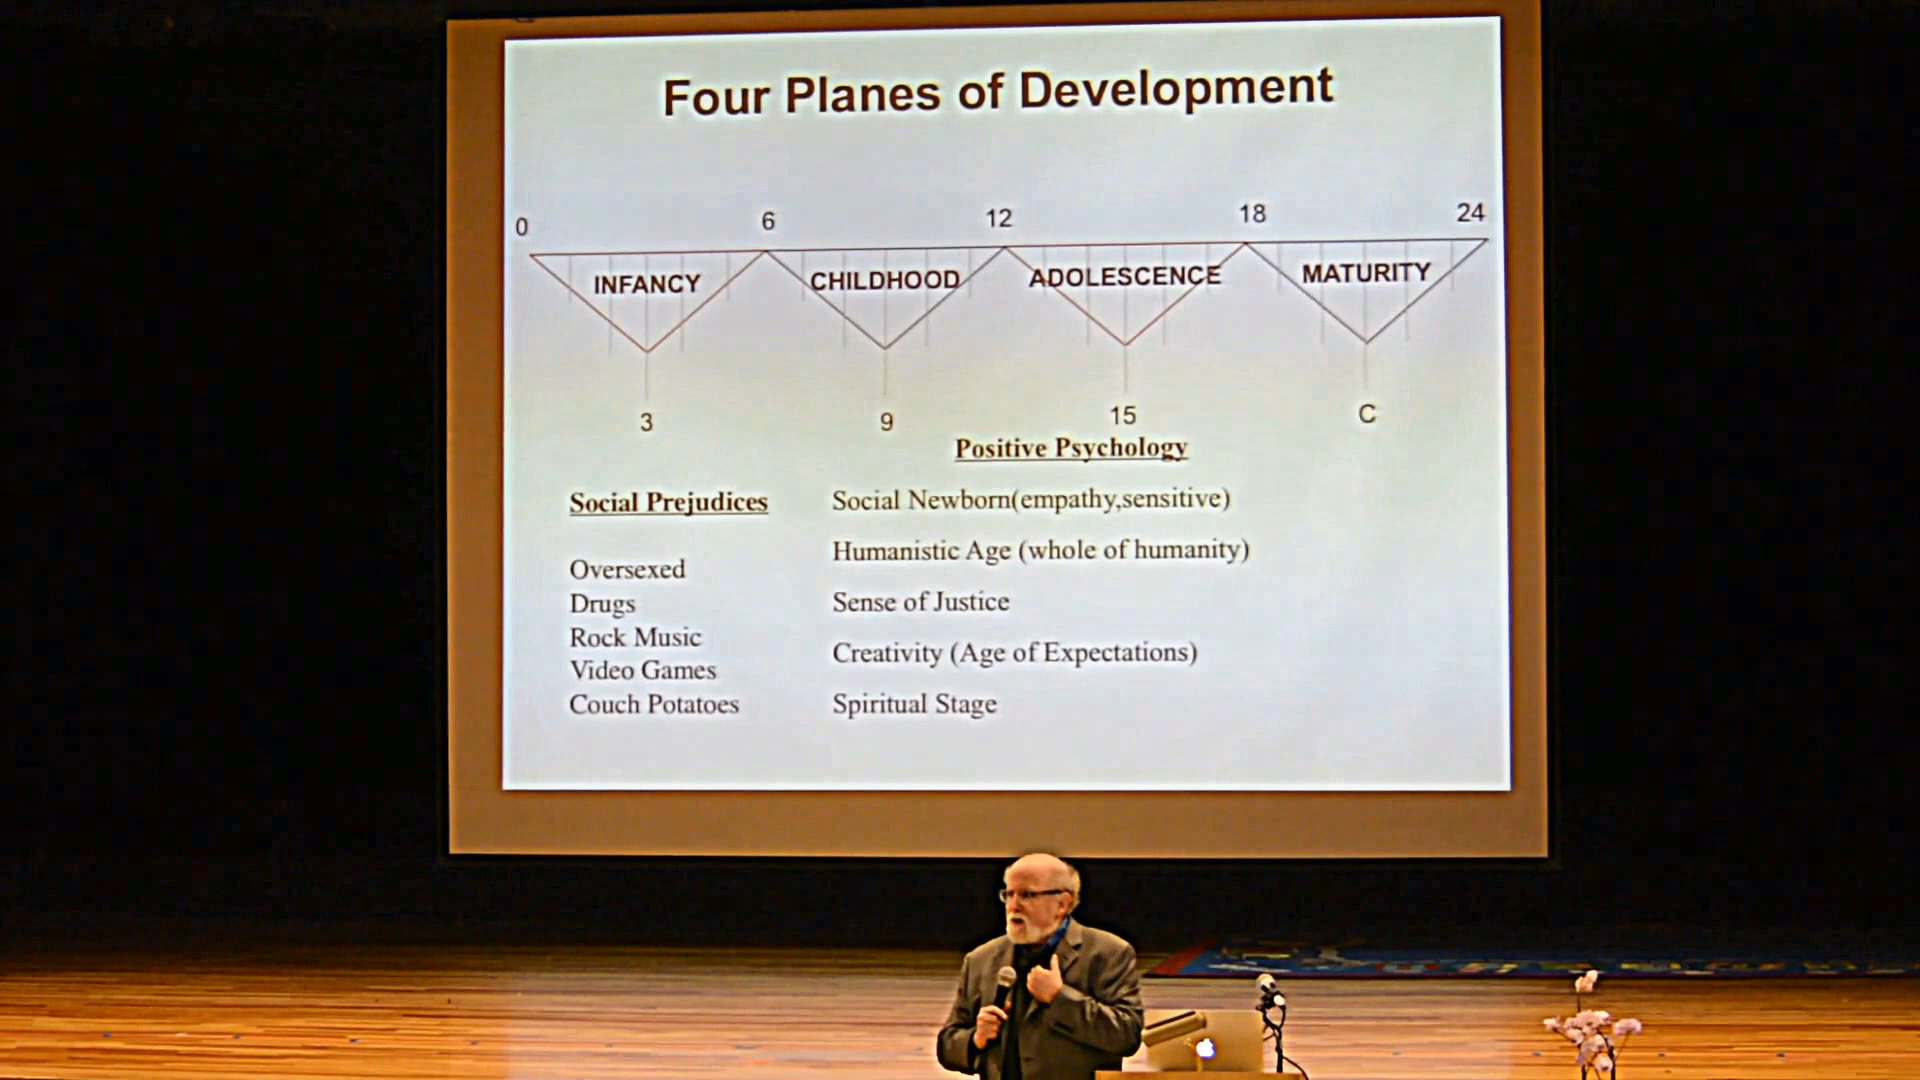 Four Planes of Development
0 6 12 18 24
INFANCY CHILDHOOD ADOLESCENCE MATURITY
3 9 15 C
Positive Psychology
Social Prejudices
Social Newborn(empathy,sensitive)
Humanistic Age (whole of humanity)
Oversexed
Drugs
Sense of Justice
Rock Music
Creativity (Age of Expectations)
Video Games
Couch Potatoes
Spiritual Stage